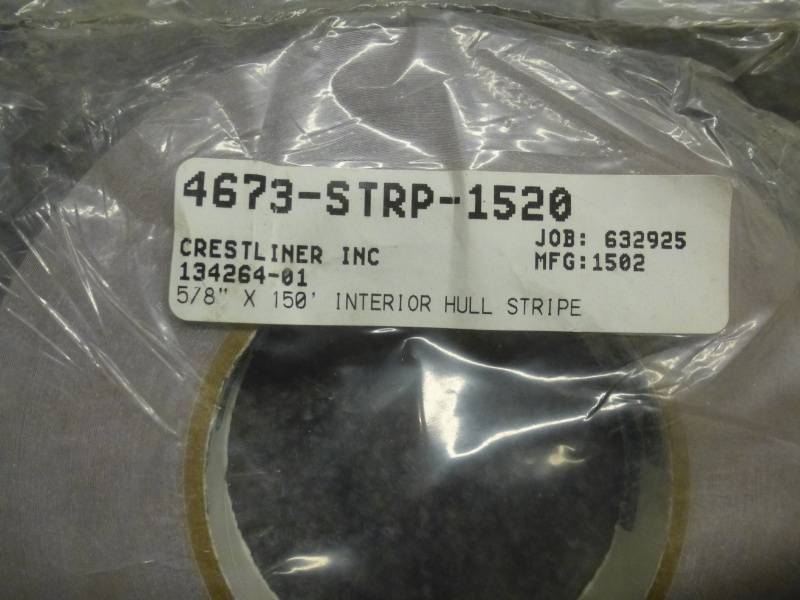 4673-STRP-1520
JOB: 632925
CRESTLINER INC
MFG:1502
134264-01
5/8" X 150' INTERIOR HULL STRIPE